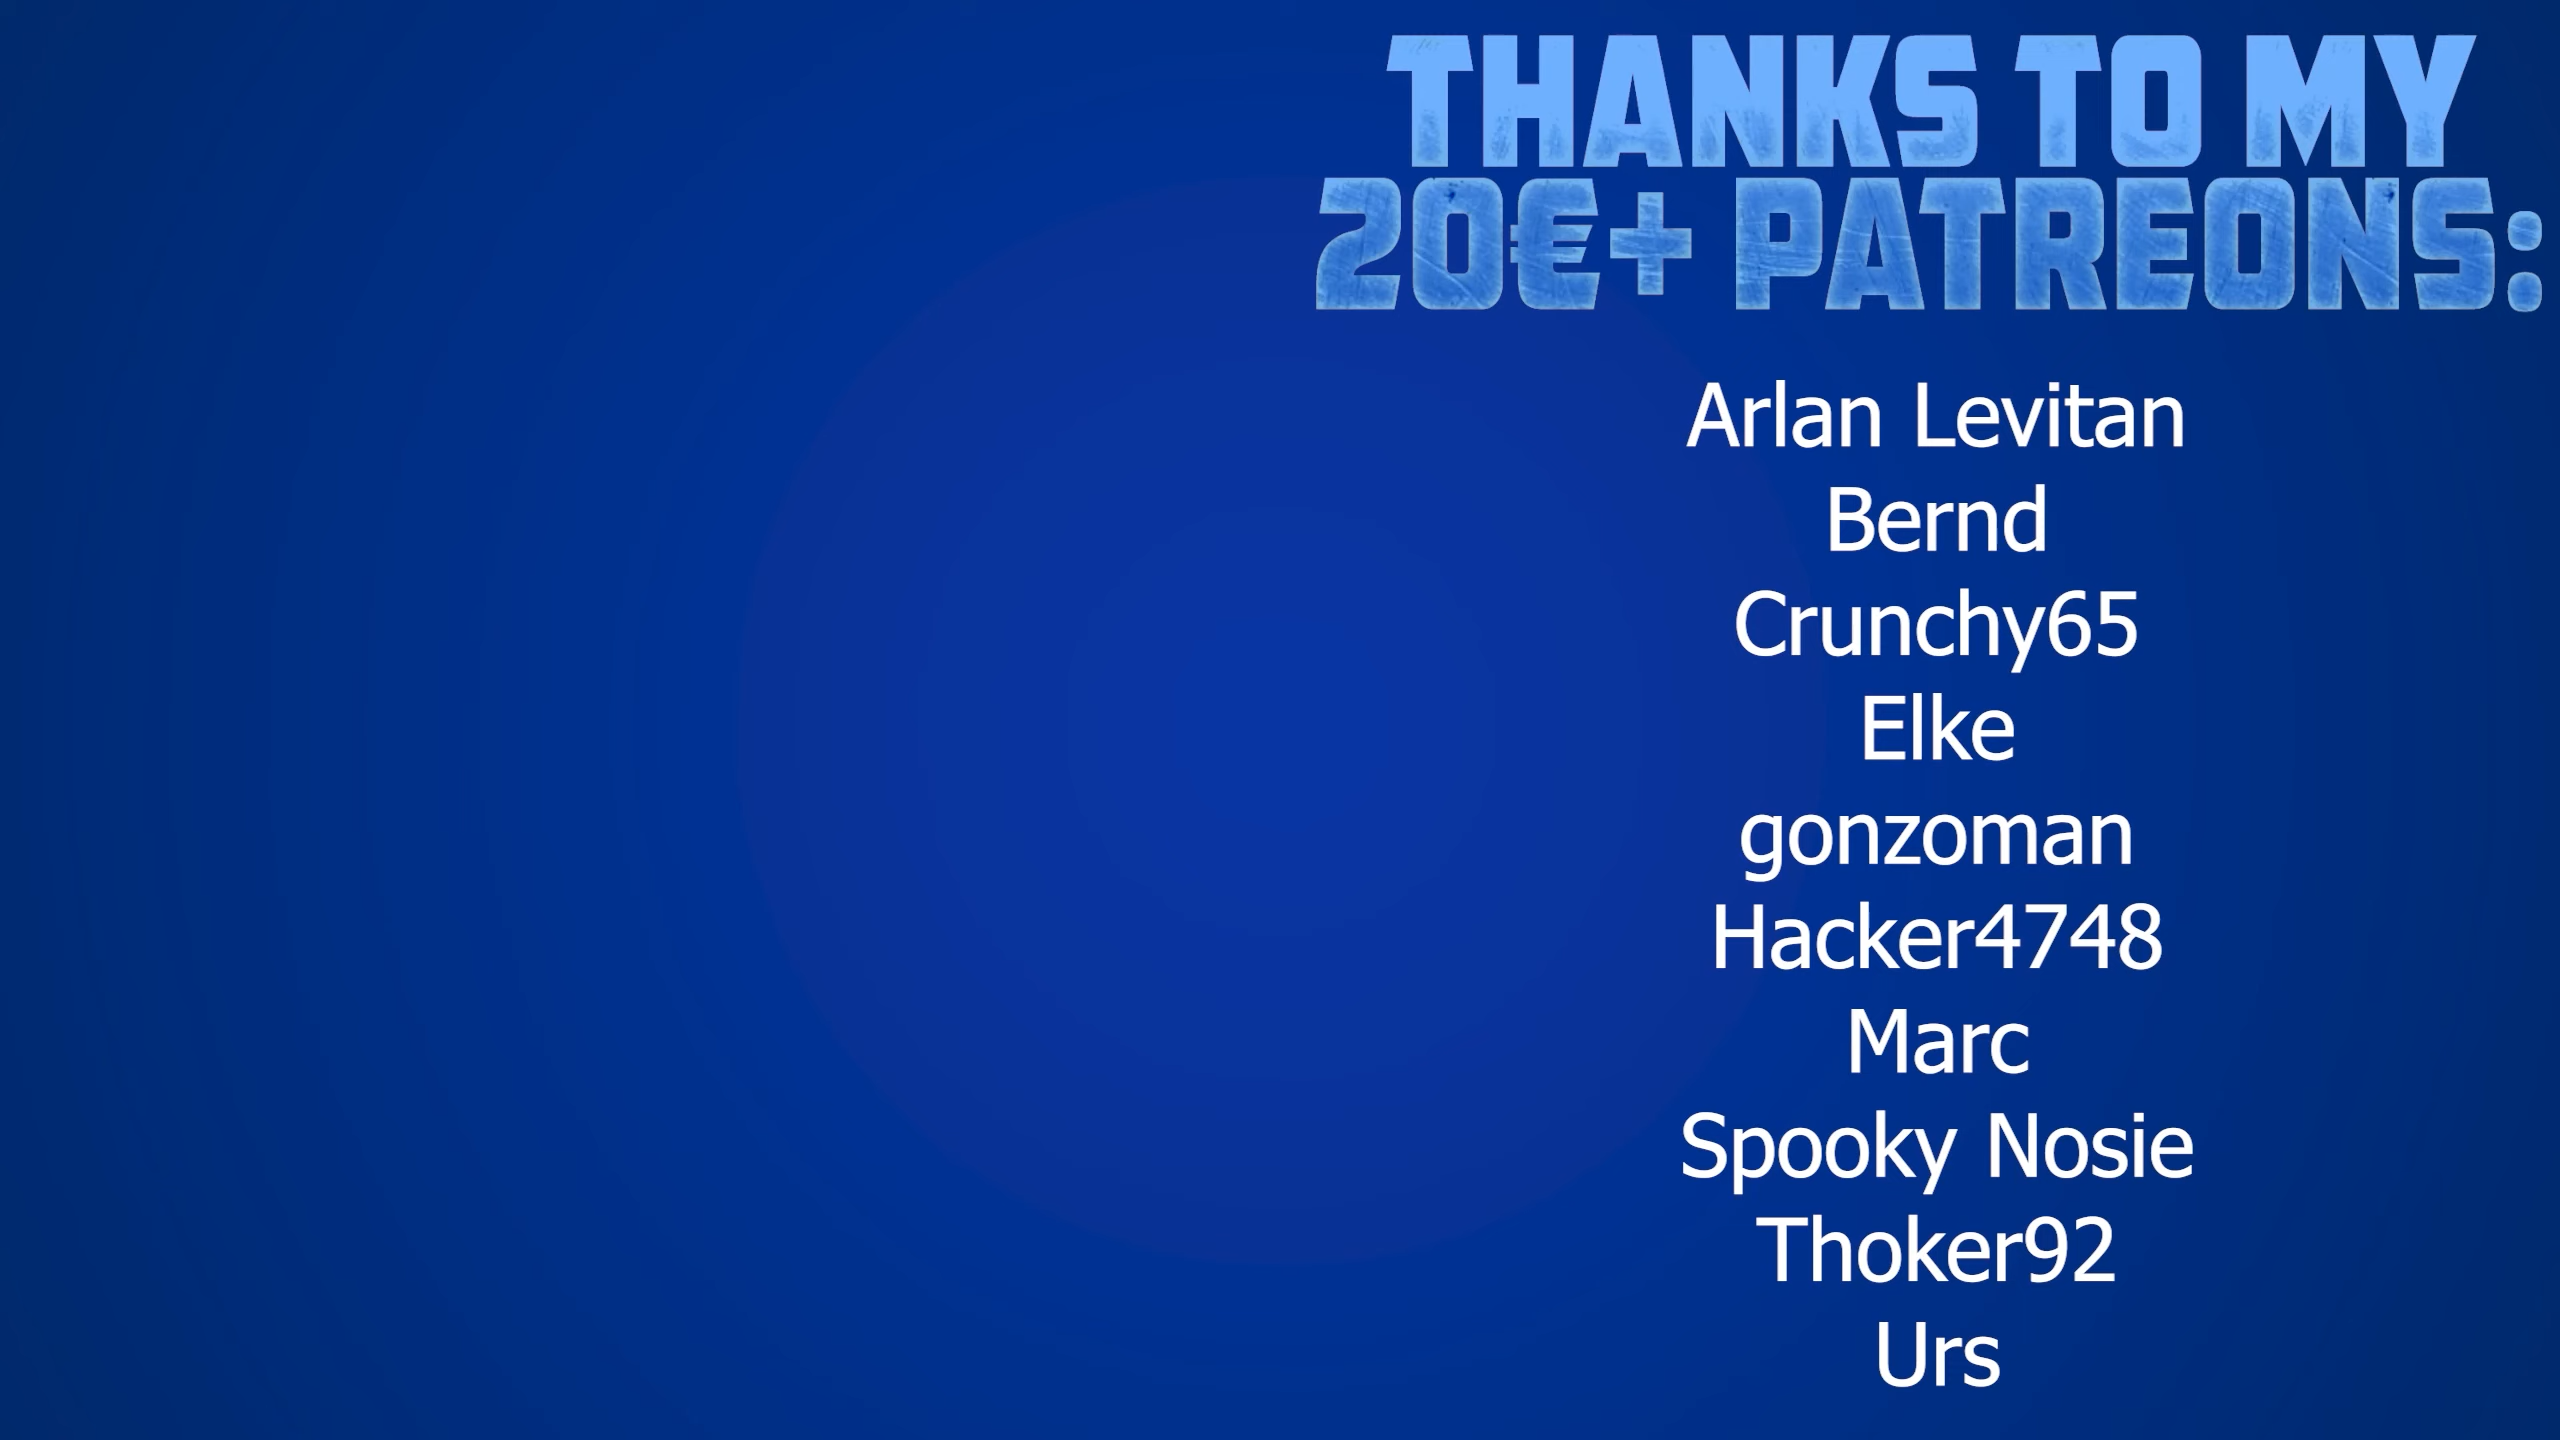 THANKS TO MY
20€+ PATREONS:
Arlan Levitan
Bernd
Crunchy65
Elke
gonzoman
Hacker4748
Marc
Spooky Nosie
Thoker92
Urs